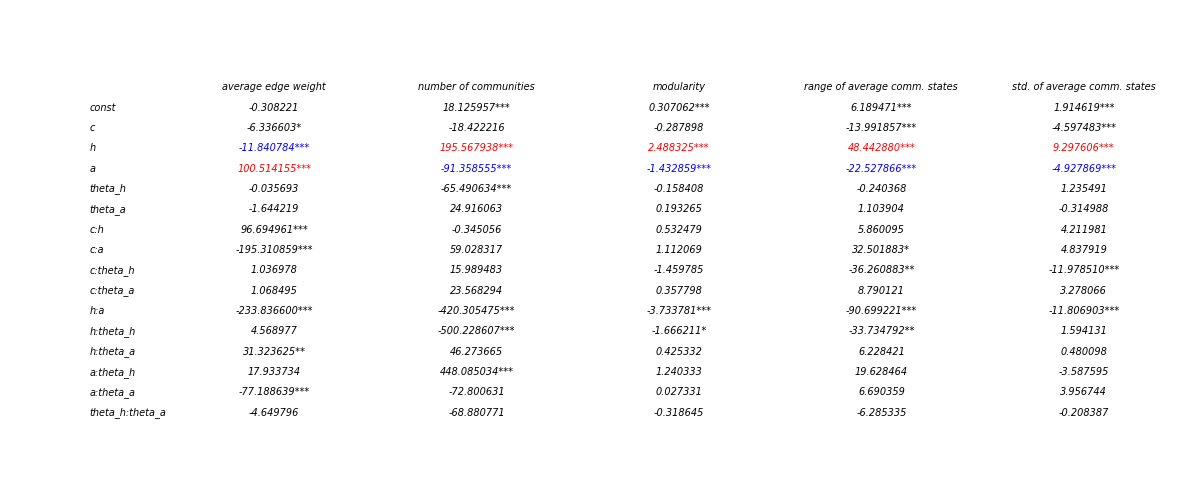 average edge weight number of communities modularity range of average comm. states std. of average comm. states
const -0.308221 18.125957*** 0.307062*** 6.189471*** 1.914619***
c -6.336603* -18.422216 -0.287898 -13.991857*** -4.597483***
h -11.840784*** 195.567938*** 2.488325*** 48.442880*** 9.297606***
a 100.514155*** -91.358555*** -1.432859*** -22.527866*** -4.927869***
theta_h -0.035693 -65.490634*** -0.158408 -0.240368 1.235491
theta_a -1.644219 24.916063 0.193265 1.103904 -0.314988
c:h 96.694961*** -0.345056 0.532479 5.860095 4.211981
c:a -195.310859*** 59.028317 1.112069 32.501883* 4.837919
c:theta_h 1.036978 15.989483 -1.459785 -36.260883** -11.978510***
c:theta_a 1.068495 23.568294 0.357798 8.790121 3.278066
h:a -233.836600*** -420.305475*** -3.733781*** -90.699221*** -11.806903***
h:theta_h 4.568977 -500.228607*** -1.666211* -33.734792** 1.594131
h:theta_a 31.323625** 46.273665 0.425332 6.228421 0.480098
a:theta_h 17.933734 448.085034*** 1.240333 19.628464 -3.587595
a:theta_a -77.188639*** -72.800631 0.027331 6.690359 3.956744
theta_h:theta_a -4.649796 -68.880771 -0.318645 -6.285335 -0.208387